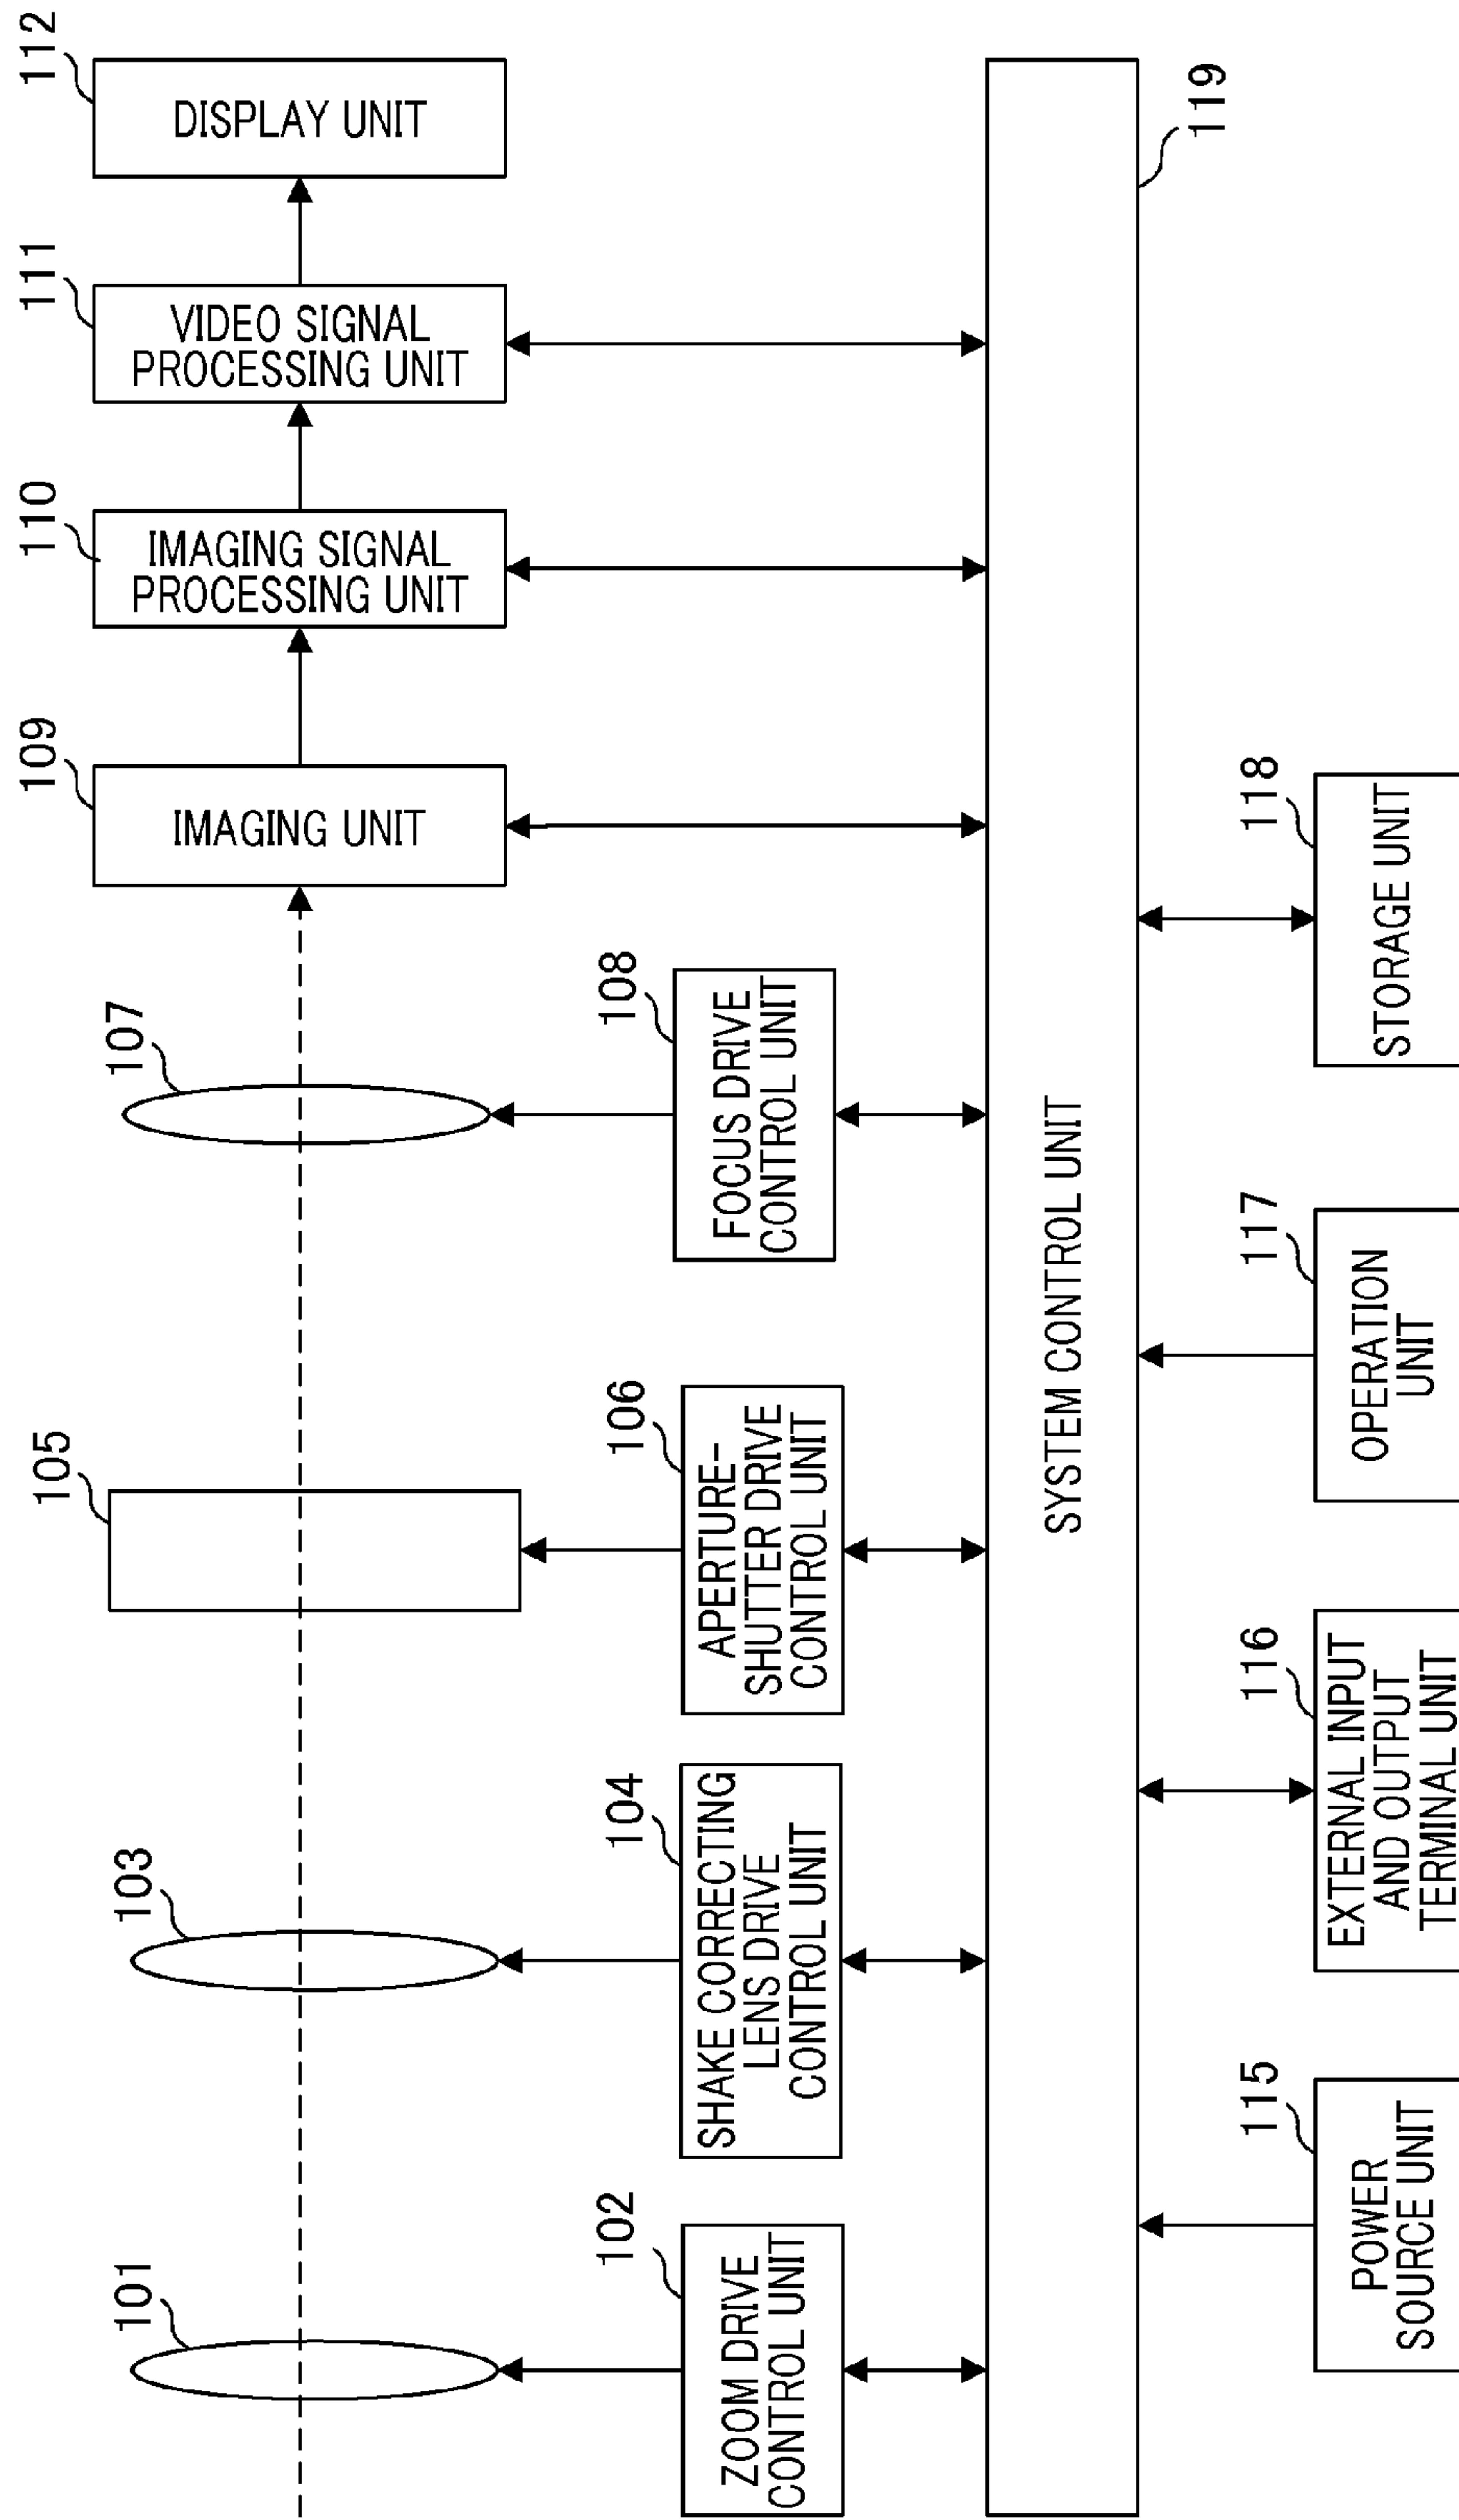 101
103
105
107
109
IMAGING UNIT
110
IMAGING SIGNAL
PROCESSING UNIT
111
VIDEO SIGNAL
PROCESSING UNIT
112
DISPLAY UNIT
102
ZOOM DRIVE
CONTROL UNIT
104
SHAKE CORRECTING
LENS DRIVE
CONTROL UNIT
106
APERTURE-
SHUTTER DRIVE
CONTROL UNIT
108
FOCUS DRIVE
CONTROL UNIT
SYSTEM CONTROL UNIT
119
115
POWER
SOURCE UNIT
116
EXTERNAL INPUT
AND OUTPUT
TERMINAL UNIT
117
OPERATION
UNIT
118
STORAGE UNIT